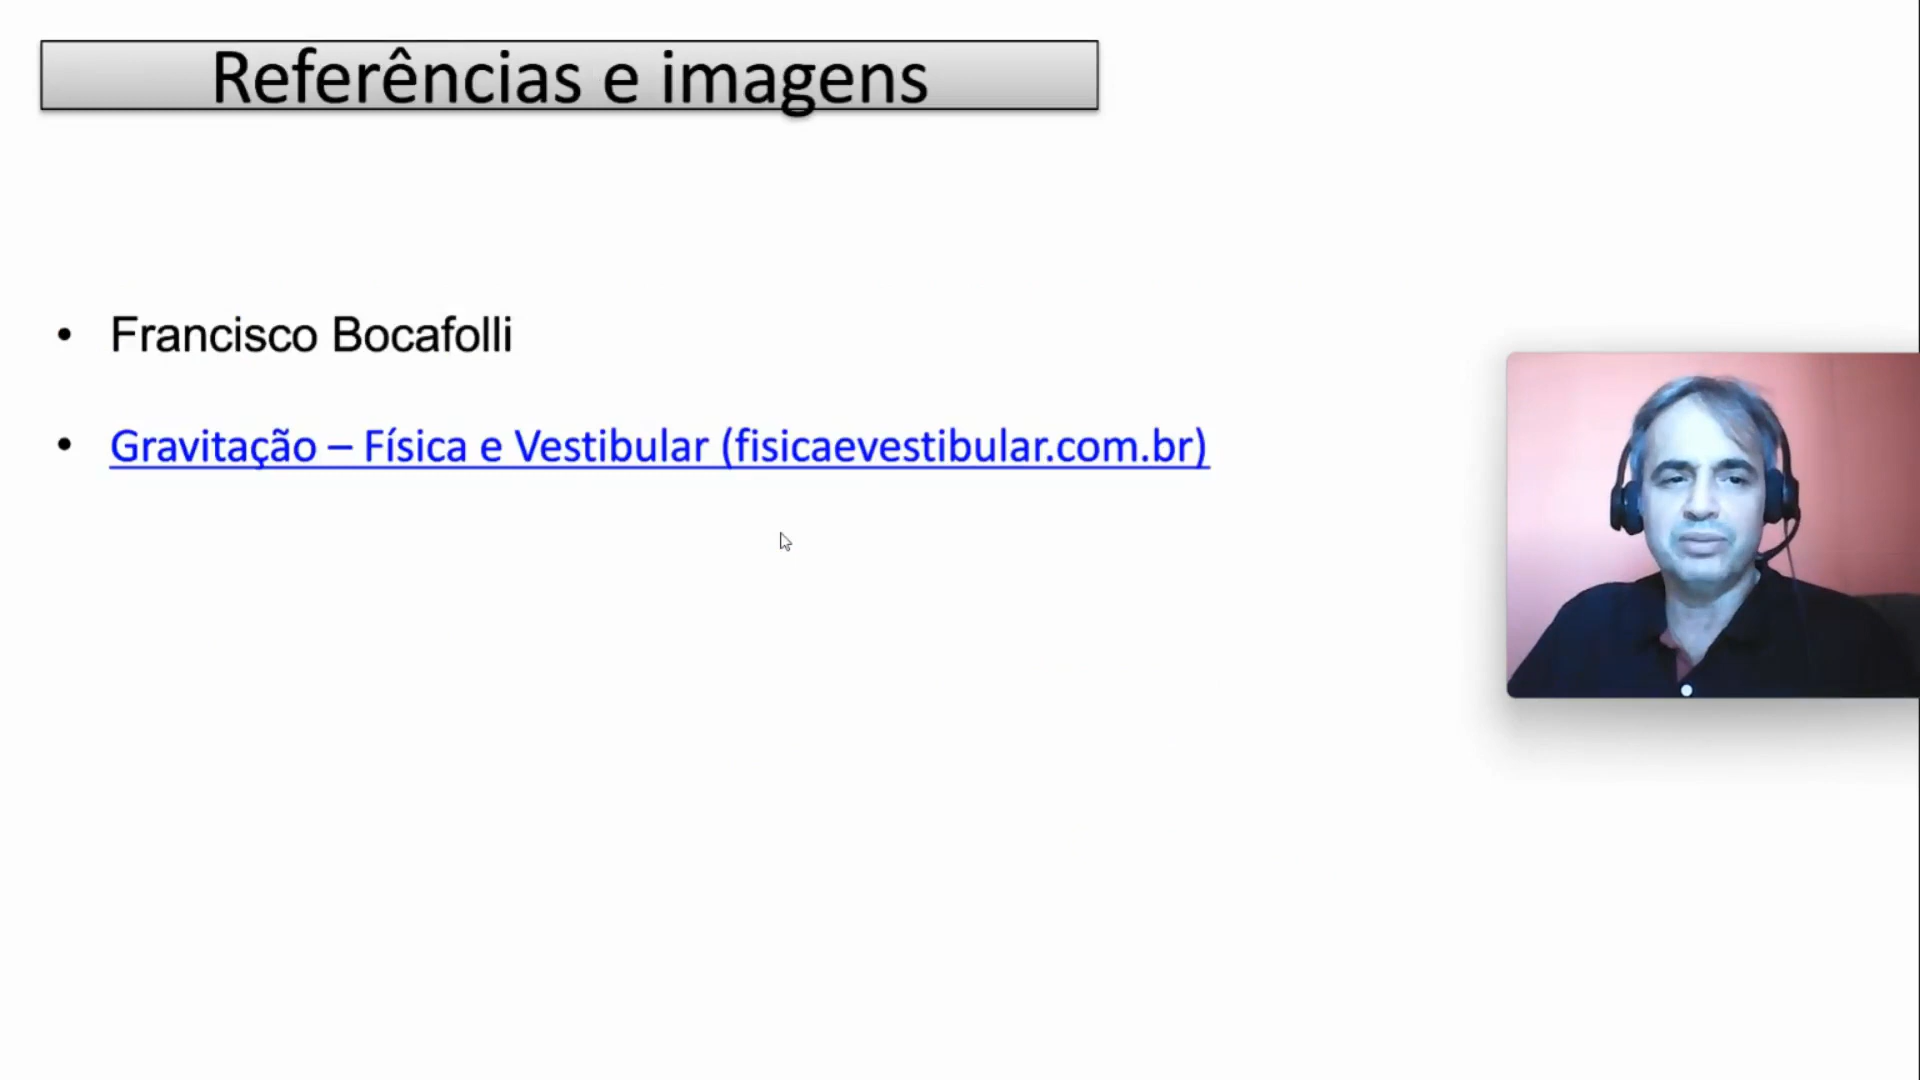 Referências e imagens
• Francisco Bocafolli
• Gravitação – Física e Vestibular (fisicaevestibular.com.br)